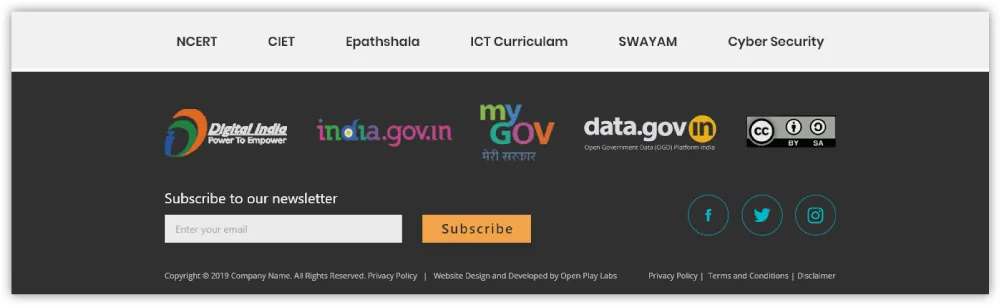 NCERT CIET Epathshala ICT Curriculam SWAYAM Cyber Security
Digital India
Power To Empower
india.gov.in
my
GOV
मेरी सरकार
data.gov in
Open Government Data (OGD) Platform India
cc
BY SA
Subscribe to our newsletter
Enter your email
Subscribe
Copyright © 2019 Company Name. All Rights Reserved. Privacy Policy | Website Design and Developed by Open Play Labs
Privacy Policy | Terms and Conditions | Disclaimer